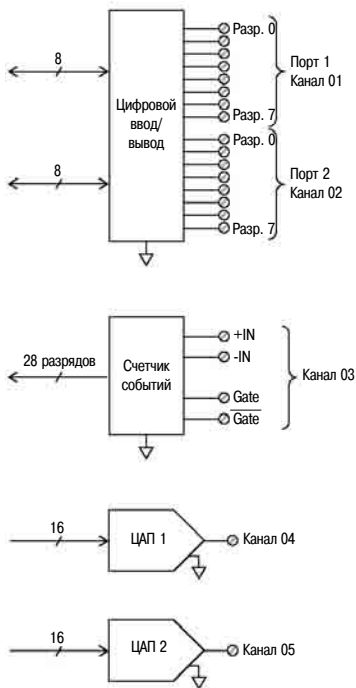 8
Цифровой
ввод/
вывод
Разр. 0
Разр. 7
Порт 1
Канал 01
8
Разр. 0
Разр. 7
Порт 2
Канал 02
28 разрядов
Счетчик
событий
+IN
-IN
Gate
Gate
Канал 03
16
ЦАП 1
Канал 04
16
ЦАП 2
Канал 05